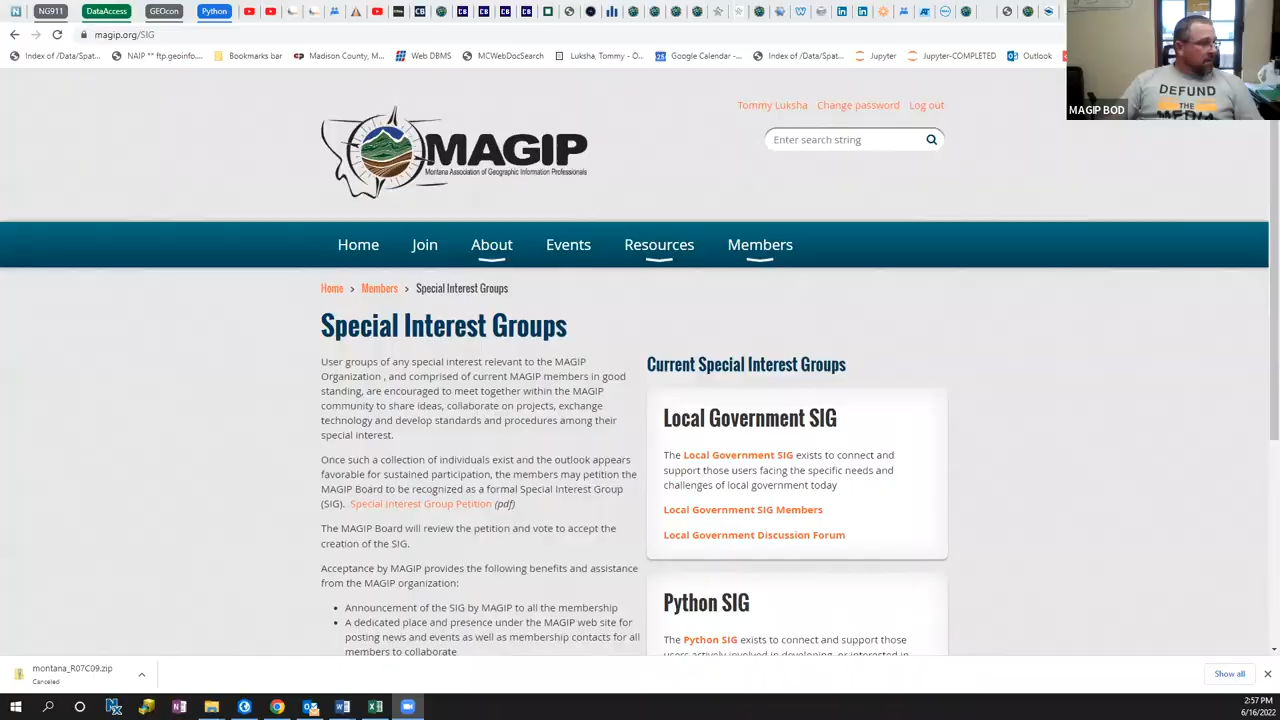 NG911
DataAccess
GEOcon
Python
magip.org/SIG
Index of /Data/Spat...
NAIP ** ftp.geoinfo....
Bookmarks bar
Madison County, M...
Web DBMS
MCWebDocSearch
Luksha, Tommy - O...
Google Calendar -...
Index of /Data/Spat...
Jupyter
Jupyter-COMPLETED
Outlook
DEFUND
THE
MEDIA
MAGIP BOD
Tommy Luksha
Change password
Log out
Enter search string
MAGIP
Montana Association of Geographic Information Professionals
Home
Join
About
Events
Resources
Members
Home › Members › Special Interest Groups
Special Interest Groups
User groups of any special interest relevant to the MAGIP
Organization , and comprised of current MAGIP members in good
standing, are encouraged to meet together within the MAGIP
community to share ideas, collaborate on projects, exchange
technology and develop standards and procedures among their
special interest.
Once such a collection of individuals exist and the outlook appears
favorable for sustained participation, the members may petition the
MAGIP Board to be recognized as a formal Special Interest Group
(SIG). Special Interest Group Petition (pdf)
The MAGIP Board will review the petition and vote to accept the
creation of the SIG.
Acceptance by MAGIP provides the following benefits and assistance
from the MAGIP organization:
• Announcement of the SIG by MAGIP to all the membership
• A dedicated place and presence under the MAGIP web site for
posting news and events as well as membership contacts for all
members to collaborate
Current Special Interest Groups
Local Government SIG
The Local Government SIG exists to connect and
support those users facing the specific needs and
challenges of local government today
Local Government SIG Members
Local Government Discussion Forum
Python SIG
The Python SIG exists to connect and support those
users actively involved in developing, or interested in
montana_R07C09.zip
Canceled
Show all
2:57 PM
6/16/2022